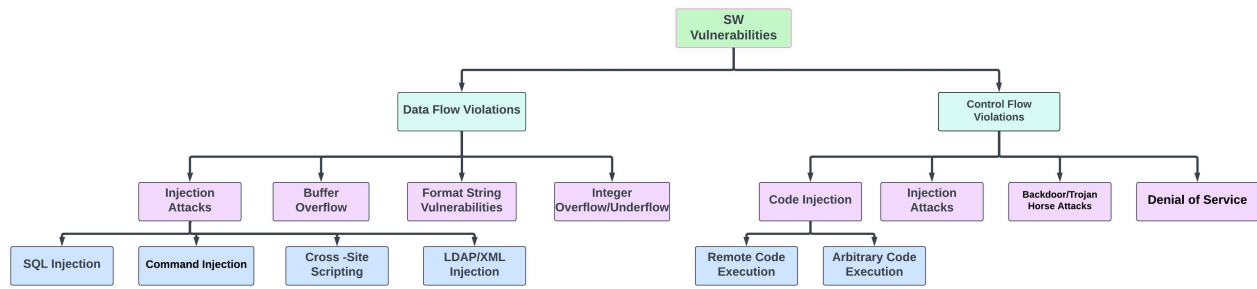 SW
Vulnerabilities
Data Flow Violations
Control Flow
Violations
Injection
Attacks
Buffer
Overflow
Format String
Vulnerabilities
Integer
Overflow/Underflow
Code Injection
Injection
Attacks
Backdoor/Trojan
Horse Attacks
Denial of Service
SQL Injection
Command Injection
Cross -Site
Scripting
LDAP/XML
Injection
Remote Code
Execution
Arbitrary Code
Execution